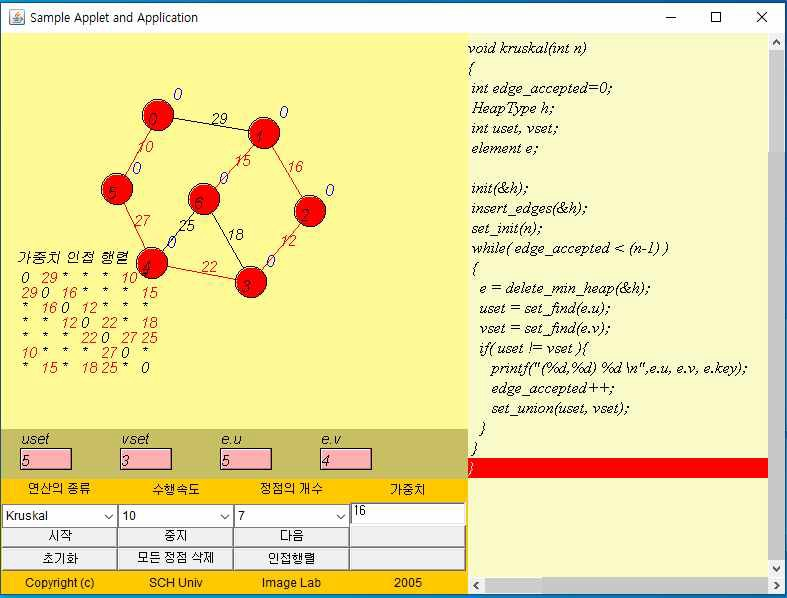 Sample Applet and Application
0
0
0
29
1
0
10
15
16
0
5
0
6
0
2
27
25
18
12
0
0
4
22
3
가중치 인접 행렬
0 29 * * * 10 *
29 0 16 * * * 15
* 16 0 12 * * *
* * 12 0 22 * 18
* * * 22 0 27 25
10 * * * 27 0 *
* 15 * 18 25 * 0
void kruskal(int n)
{
int edge_accepted=0;
HeapType h;
int uset, vset;
element e;
init(&h);
insert_edges(&h);
set_init(n);
while( edge_accepted < (n-1) )
{
e = delete_min_heap(&h);
uset = set_find(e.u);
vset = set_find(e.v);
if( uset != vset ){
printf("(%d,%d) %d \n",e.u, e.v, e.key);
edge_accepted++;
set_union(uset, vset);
}
}
}
uset vset e.u e.v
5 3 5 4
연산의 종류 수행속도 정점의 개수 가중치
Kruskal 10 7 16
시작 중지 다음
초기화 모든 정점 삭제 인접행렬
Copyright (c) SCH Univ Image Lab 2005